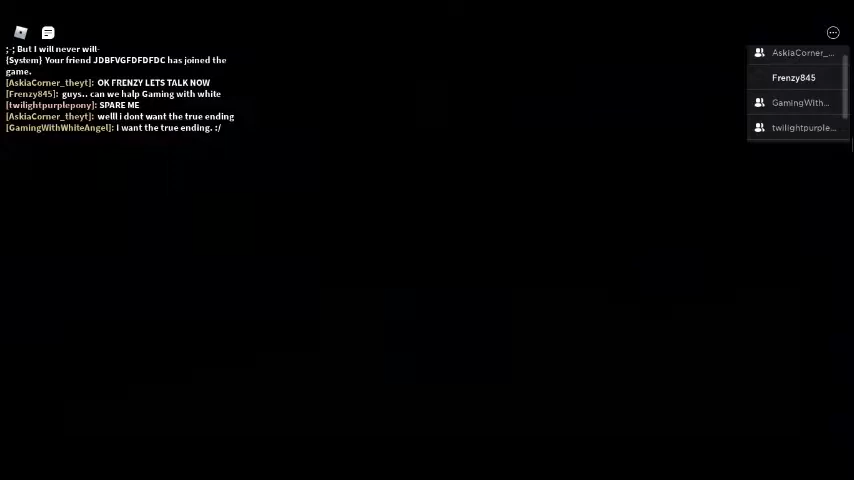 ;-; But I will never will-
{System} Your friend JDBFVGFDFDFDC has joined the
game.
[AskiaCorner_theyt]: OK FRENZY LETS TALK NOW
[Frenzy845]: guys.. can we halp Gaming with white
[twilightpurplepony]: SPARE ME
[AskiaCorner_theyt]: welll i dont want the true ending
[GamingWithWhiteAngel]: I want the true ending. :/
AskiaCorner_...
Frenzy845
GamingWith...
twilightpurple...